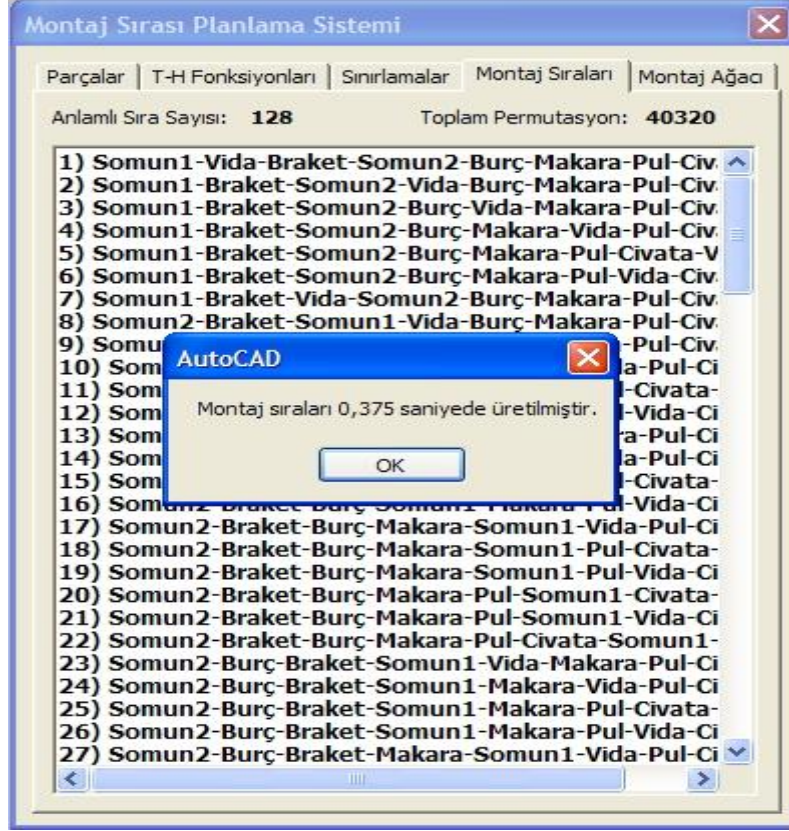 Montaj Sırası Planlama Sistemi
Parçalar T-H Fonksiyonları Sınırlamalar Montaj Sıraları Montaj Ağacı
Anlamlı Sıra Sayısı: 128 Toplam Permutasyon: 40320
1) Somun1-Vida-Braket-Somun2-Burç-Makara-Pul-Civ
2) Somun1-Braket-Somun2-Vida-Burç-Makara-Pul-Civ
3) Somun1-Braket-Somun2-Burç-Vida-Makara-Pul-Civ
4) Somun1-Braket-Somun2-Burç-Makara-Vida-Pul-Civ
5) Somun1-Braket-Somun2-Burç-Makara-Pul-Civata-V
6) Somun1-Braket-Somun2-Burç-Makara-Pul-Vida-Civ
7) Somun1-Braket-Vida-Somun2-Burç-Makara-Pul-Civ
8) Somun2-Braket-Somun1-Vida-Burç-Makara-Pul-Civ
9) Somu -Pul-Civ
10) Som a-Pul-Ci
11) Som -Civata-
12) Som -Vida-Ci
13) Som a-Pul-Ci
14) Som a-Pul-Ci
15) Som -Civata-
16) Som -Vida-Ci
AutoCAD
Montaj sıraları 0,375 saniyede üretilmiştir.
OK
17) Somun2-Braket-Burç-Makara-Somun1-Vida-Pul-Ci
18) Somun2-Braket-Burç-Makara-Somun1-Pul-Civata-
19) Somun2-Braket-Burç-Makara-Somun1-Pul-Vida-Ci
20) Somun2-Braket-Burç-Makara-Pul-Somun1-Civata-
21) Somun2-Braket-Burç-Makara-Pul-Somun1-Vida-Ci
22) Somun2-Braket-Burç-Makara-Pul-Civata-Somun1-
23) Somun2-Burç-Braket-Somun1-Vida-Makara-Pul-Ci
24) Somun2-Burç-Braket-Somun1-Makara-Vida-Pul-Ci
25) Somun2-Burç-Braket-Somun1-Makara-Pul-Civata-
26) Somun2-Burç-Braket-Somun1-Makara-Pul-Vida-Ci
27) Somun2-Burç-Braket-Makara-Somun1-Vida-Pul-Ci